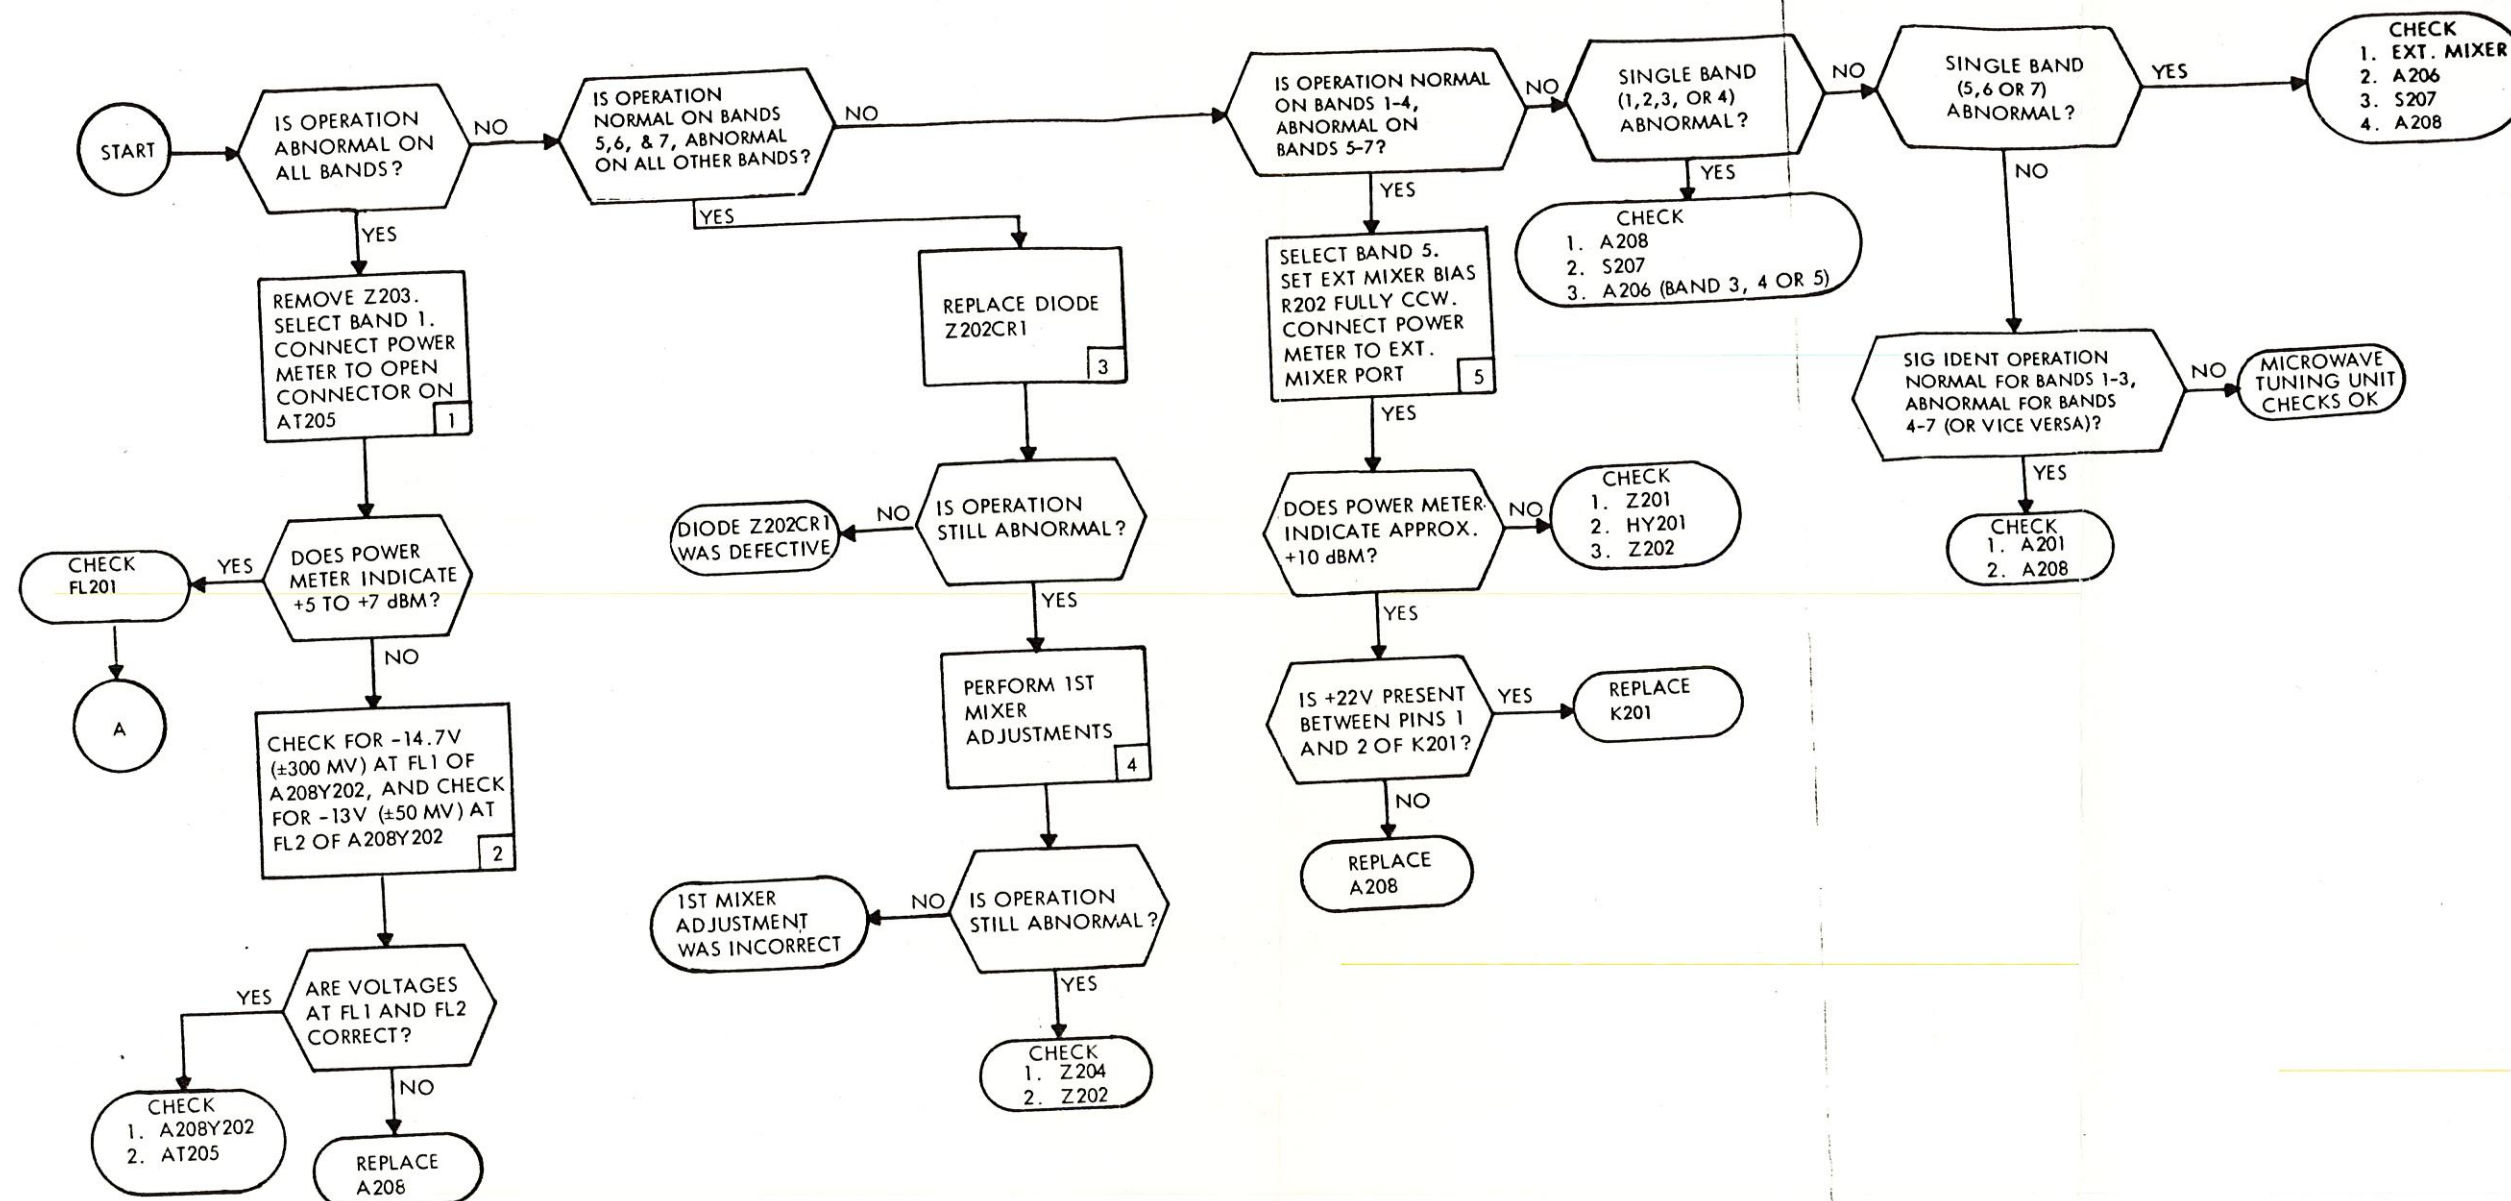 START
IS OPERATION
ABNORMAL ON
ALL BANDS?
NO
YES
REMOVE Z203.
SELECT BAND 1.
CONNECT POWER
METER TO OPEN
CONNECTOR ON
AT205
1
DOES POWER
METER INDICATE
+5 TO +7 dBM?
YES
CHECK
FL201
A
NO
CHECK FOR -14.7V
(±300 MV) AT FL1 OF
A208Y202, AND CHECK
FOR -13V (±50 MV) AT
FL2 OF A208Y202
2
ARE VOLTAGES
AT FL1 AND FL2
CORRECT?
YES
CHECK
1. A208Y202
2. AT205
NO
REPLACE
A208
IS OPERATION
NORMAL ON BANDS
5,6, & 7, ABNORMAL
ON ALL OTHER BANDS?
NO
YES
REPLACE DIODE
Z202CR1
3
IS OPERATION
STILL ABNORMAL?
NO
DIODE Z202CR1
WAS DEFECTIVE
YES
PERFORM 1ST
MIXER
ADJUSTMENTS
4
IS OPERATION
STILL ABNORMAL?
NO
1ST MIXER
ADJUSTMENT
WAS INCORRECT
YES
CHECK
1. Z204
2. Z202
IS OPERATION NORMAL
ON BANDS 1-4,
ABNORMAL ON
BANDS 5-7?
NO
YES
SELECT BAND 5.
SET EXT MIXER BIAS
R202 FULLY CCW.
CONNECT POWER
METER TO EXT.
MIXER PORT
5
YES
DOES POWER METER
INDICATE APPROX.
+10 dBM?
NO
CHECK
1. Z201
2. HY201
3. Z202
YES
IS +22V PRESENT
BETWEEN PINS 1
AND 2 OF K201?
YES
REPLACE
K201
NO
REPLACE
A208
SINGLE BAND
(1,2,3, OR 4)
ABNORMAL?
NO
YES
CHECK
1. A208
2. S207
3. A206 (BAND 3, 4 OR 5)
SINGLE BAND
(5,6 OR 7)
ABNORMAL?
YES
CHECK
1. EXT. MIXER
2. A206
3. S207
4. A208
NO
SIG IDENT OPERATION
NORMAL FOR BANDS 1-3,
ABNORMAL FOR BANDS
4-7 (OR VICE VERSA)?
NO
MICROWAVE
TUNING UNIT
CHECKS OK
YES
CHECK
1. A201
2. A208